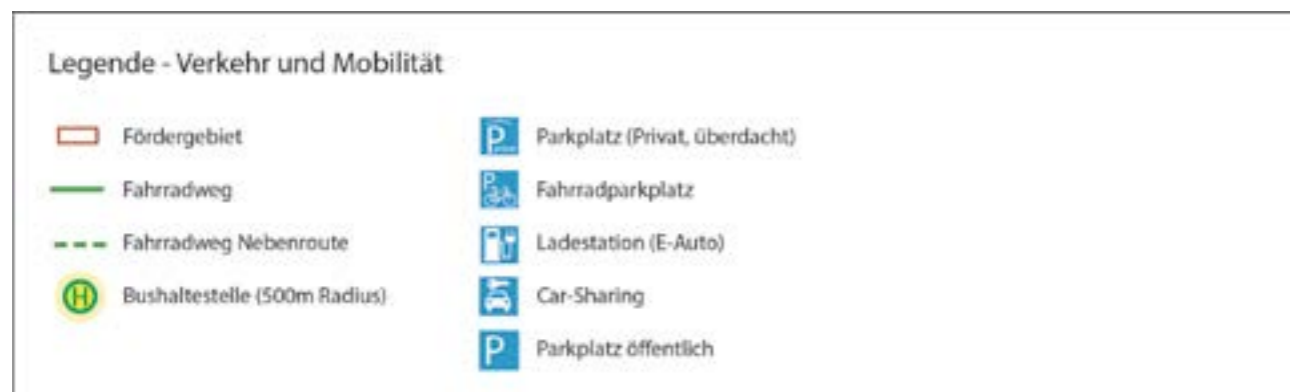 Legende - Verkehr und Mobilität
Fördergebiet
Fahrradweg
Fahrradweg Nebenroute
H
Bushaltestelle (500m Radius)
P
Parkplatz (Privat, überdacht)
P
Fahrradparkplatz
Ladestation (E-Auto)
Car-Sharing
P
Parkplatz öffentlich